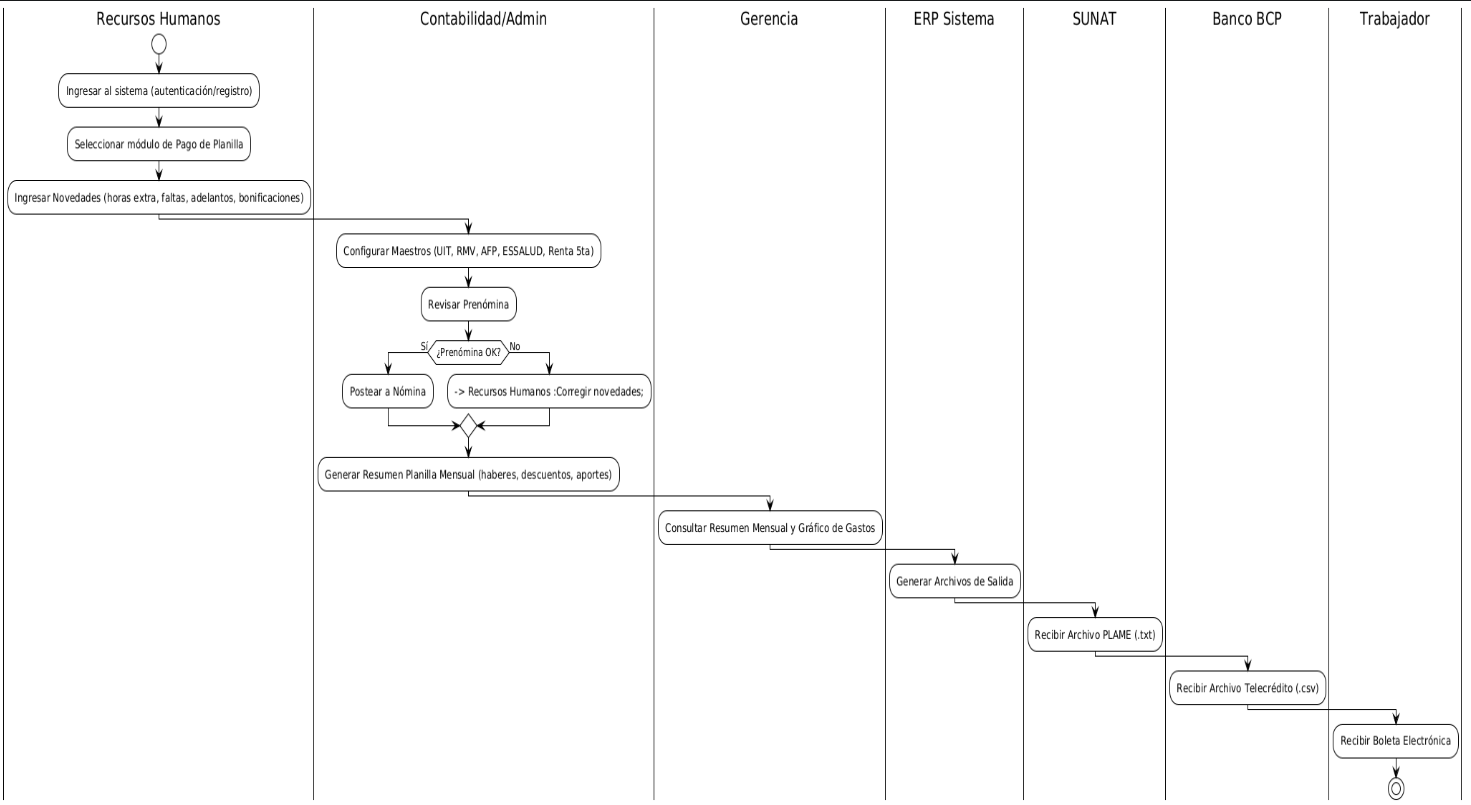 Recursos Humanos
Contabilidad/Admin
Gerencia
ERP Sistema
SUNAT
Banco BCP
Trabajador
Ingresar al sistema (autenticación/registro)
Seleccionar módulo de Pago de Planilla
Ingresar Novedades (horas extra, faltas, adelantos, bonificaciones)
Configurar Maestros (UIT, RMV, AFP, ESSALUD, Renta 5ta)
Revisar Prenómina
Sí
¿Prenómina OK?
No
Postear a Nómina
-> Recursos Humanos :Corregir novedades;
Generar Resumen Planilla Mensual (haberes, descuentos, aportes)
Consultar Resumen Mensual y Gráfico de Gastos
Generar Archivos de Salida
Recibir Archivo PLAME (.txt)
Recibir Archivo Telecrédito (.csv)
Recibir Boleta Electrónica